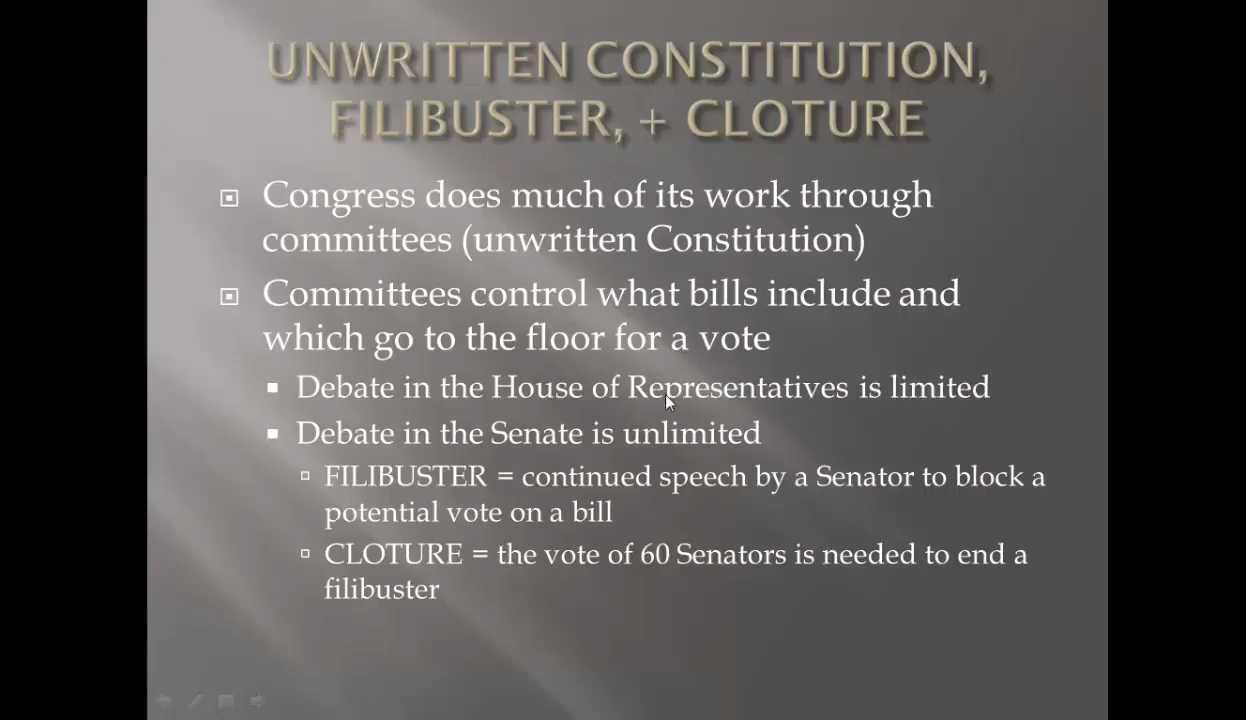 UNWRITTEN CONSTITUTION,
FILIBUSTER, + CLOTURE
Congress does much of its work through
committees (unwritten Constitution)
Committees control what bills include and
which go to the floor for a vote
Debate in the House of Representatives is limited
Debate in the Senate is unlimited
FILIBUSTER = continued speech by a Senator to block a
potential vote on a bill
CLOTURE = the vote of 60 Senators is needed to end a
filibuster